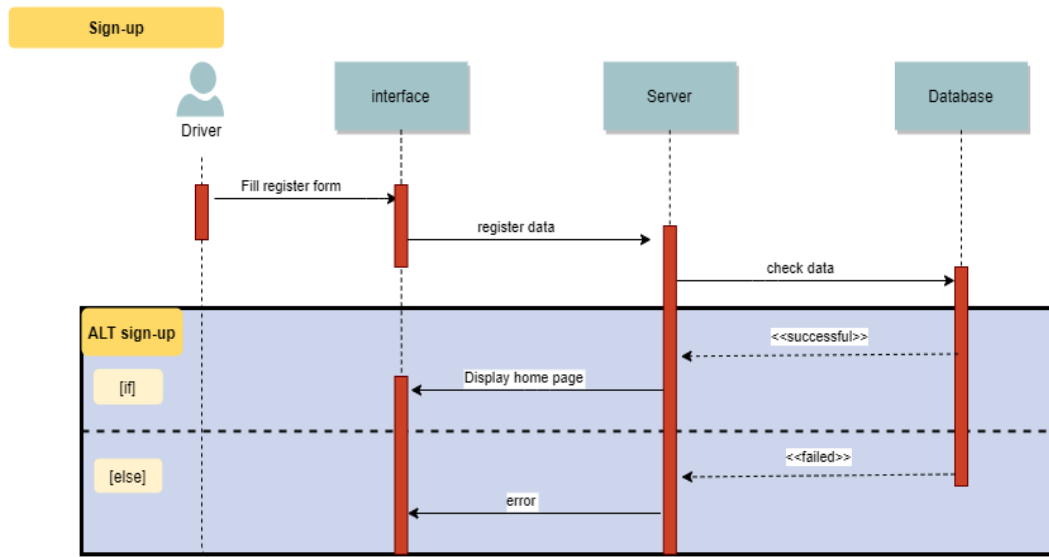 Sign-up
Driver
interface
Server
Database
Fill register form
register data
check data
ALT sign-up
<<successful>>
[if]
Display home page
<<failed>>
[else]
error